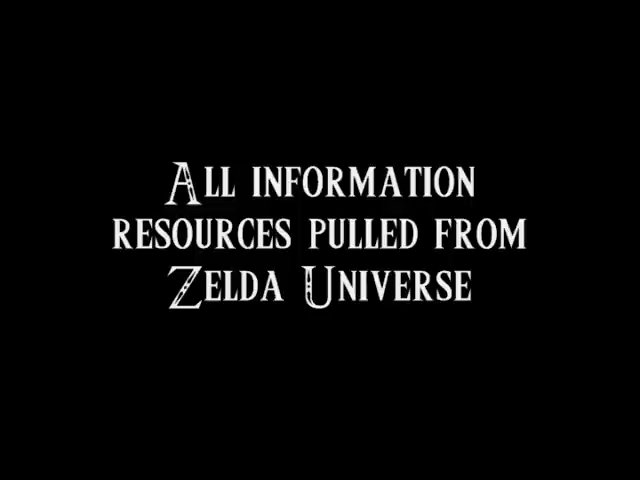 All information
resources pulled from
Zelda Universe